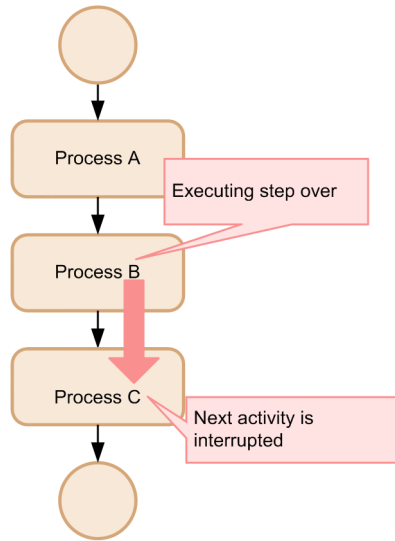 Process A
Executing step over
Process B
Process C
Next activity is
interrupted